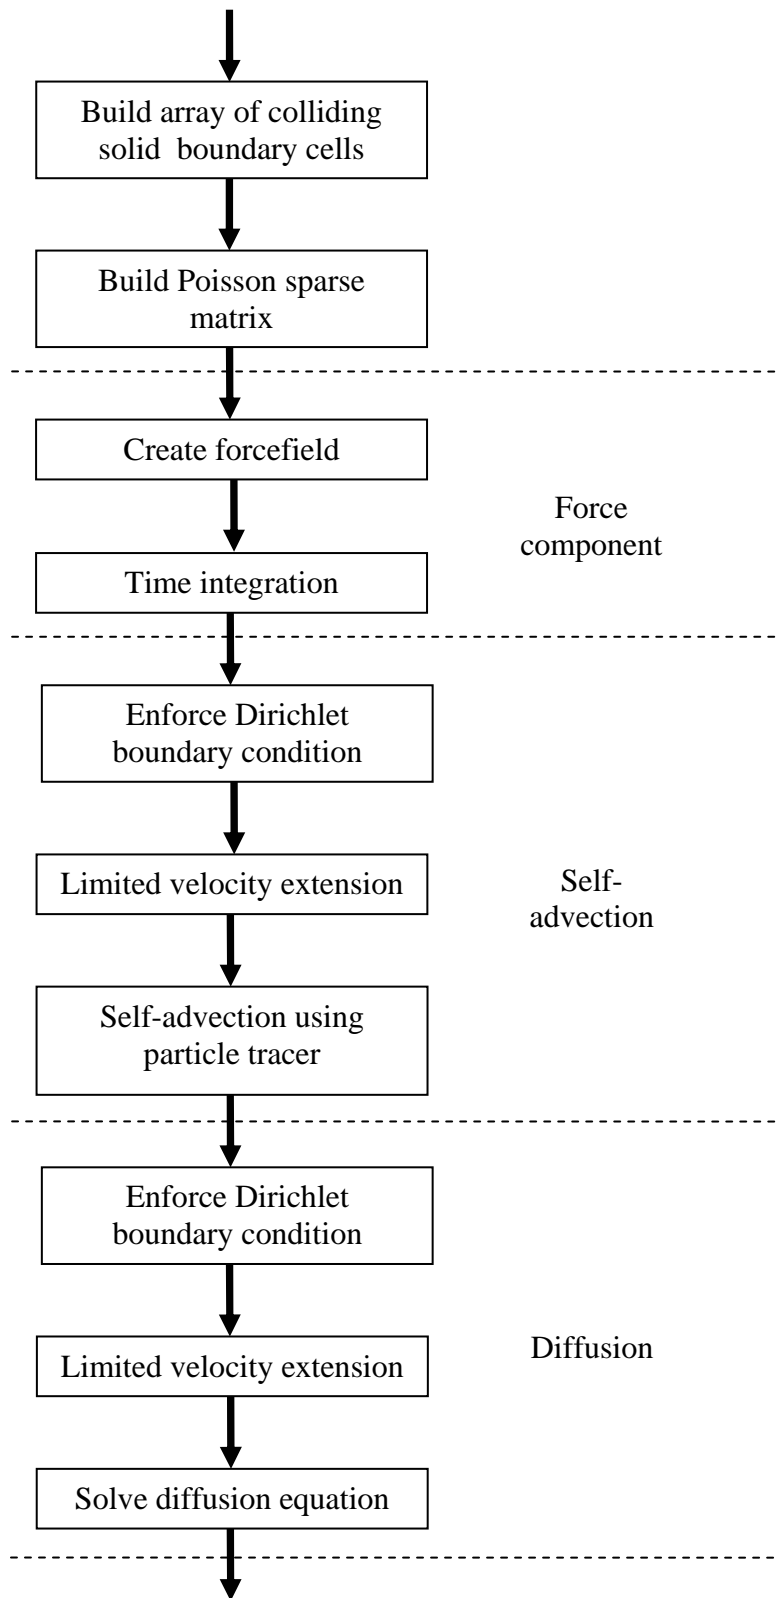 Build array of colliding
solid boundary cells
Build Poisson sparse
matrix
Create forcefield
Force
component
Time integration
Enforce Dirichlet
boundary condition
Limited velocity extension
Self-
advection
Self-advection using
particle tracer
Enforce Dirichlet
boundary condition
Limited velocity extension
Diffusion
Solve diffusion equation